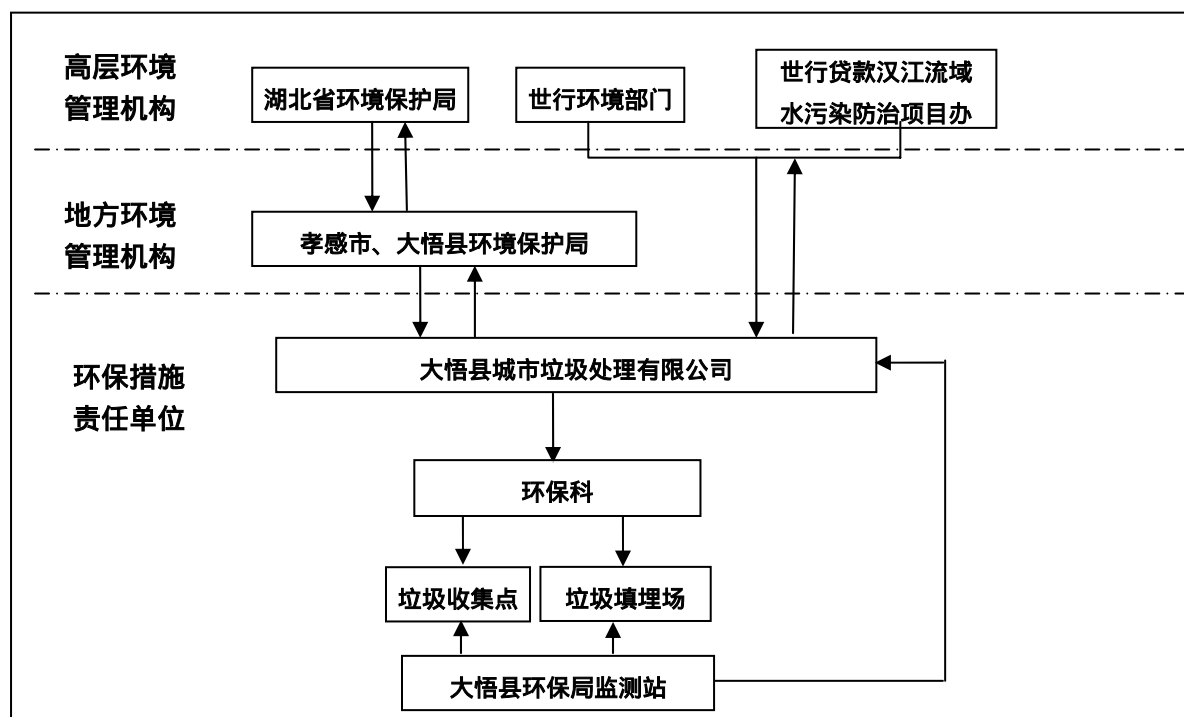 高层环境
管理机构
湖北省环境保护局
世行环境部门
世行贷款汉江流域
水污染防治项目办
地方环境
管理机构
孝感市、大悟县环境保护局
环保措施
责任单位
大悟县城市垃圾处理有限公司
环保科
垃圾收集点
垃圾填埋场
大悟县环保局监测站